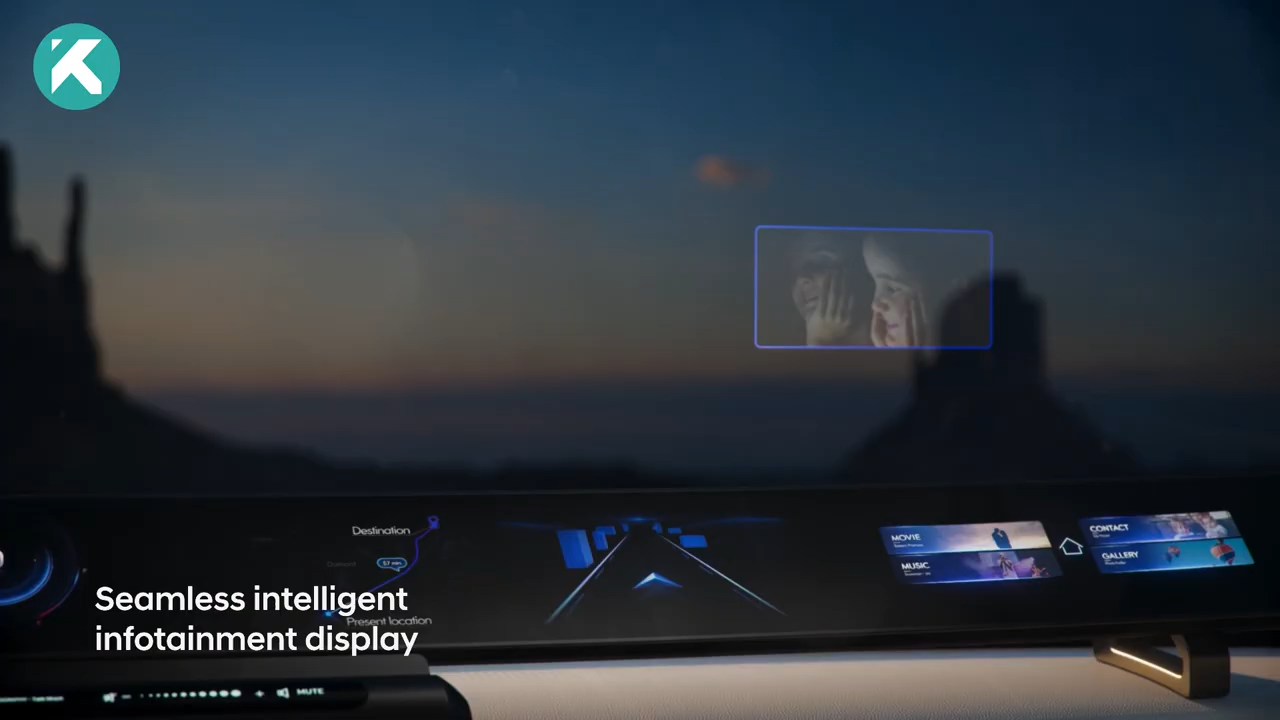 Destination
57 min.
Present location
MOVIE
MUSIC
CONTACT
GALLERY
Seamless intelligent
infotainment display
MUTE